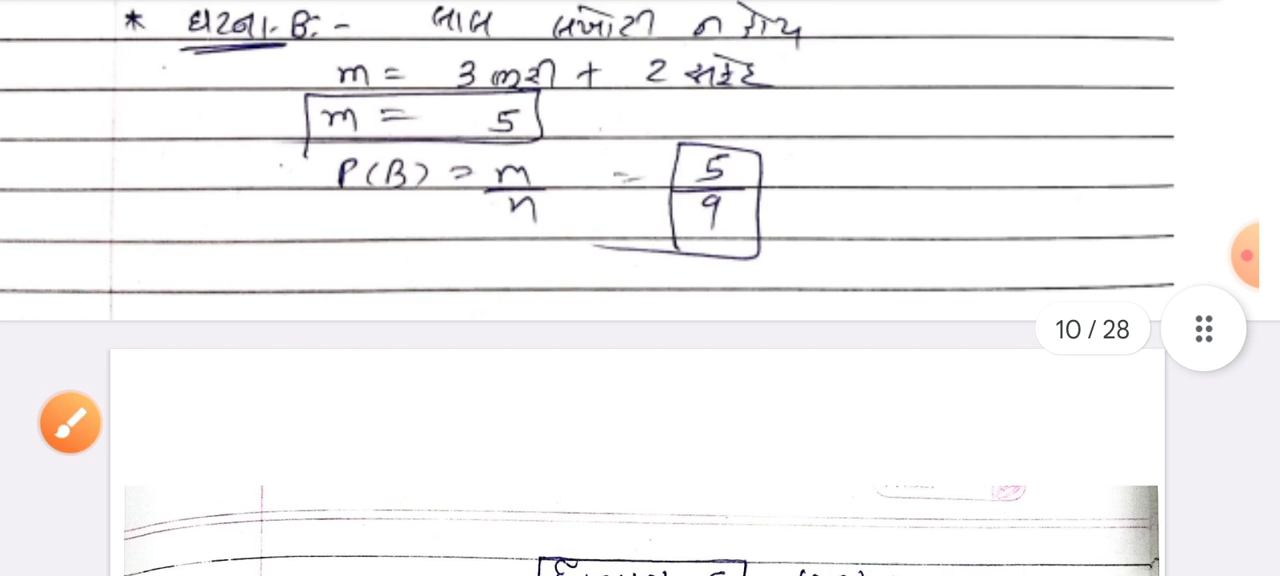 * ઘટના-B:- લાલ લખોટી ન હોય
m = 3 લીલી + 2 સફેદ
m = 5
P(B) = m/n = 5/9
10 / 28